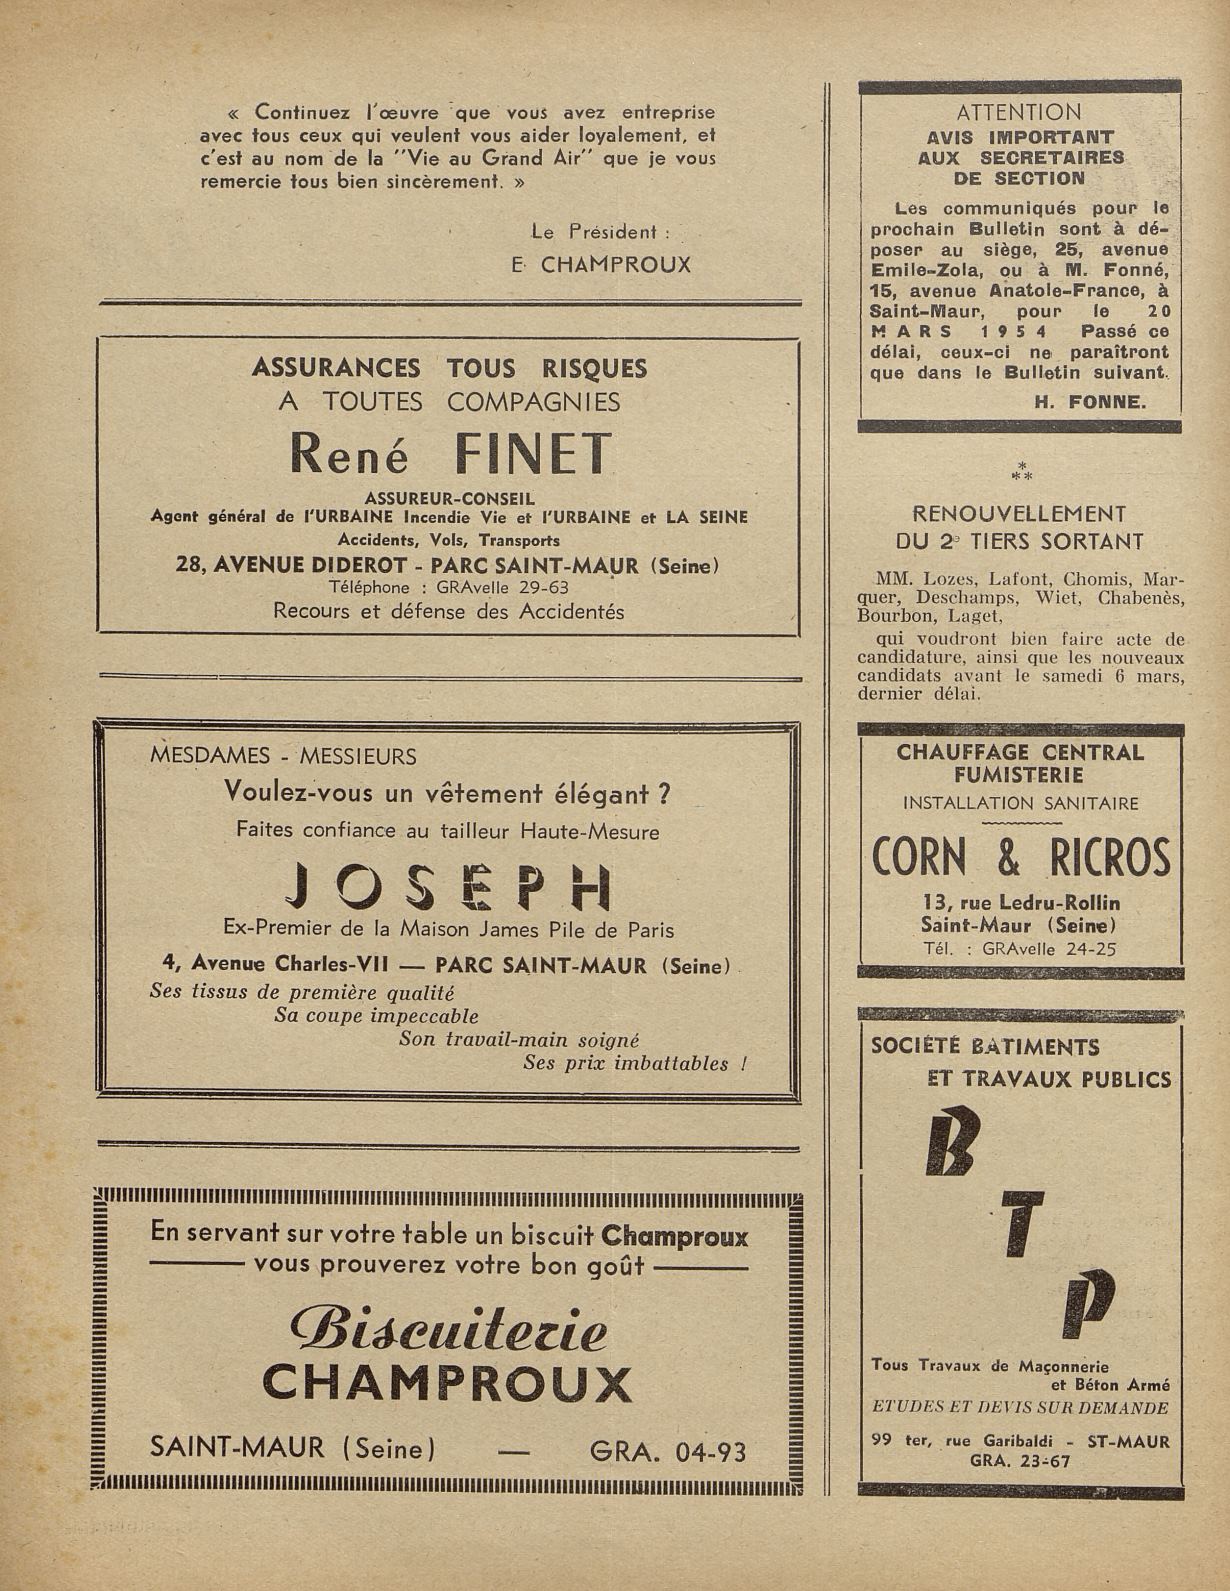 « Continuez l'œuvre que vous avez entreprise
avec tous ceux qui veulent vous aider loyalement, et
c'est au nom de la "Vie au Grand Air" que je vous
remercie tous bien sincèrement. »
Le Président :
E. CHAMPROUX
ASSURANCES TOUS RISQUES
A TOUTES COMPAGNIES
René FINET
ASSUREUR-CONSEIL
Agent général de l'URBAINE Incendie Vie et l'URBAINE et LA SEINE
Accidents, Vols, Transports
28, AVENUE DIDEROT - PARC SAINT-MAUR (Seine)
Téléphone : GRAvelle 29-63
Recours et défense des Accidentés
MESDAMES - MESSIEURS
Voulez-vous un vêtement élégant ?
Faites confiance au tailleur Haute-Mesure
JOSEPH
Ex-Premier de la Maison James Pile de Paris
4, Avenue Charles-VII — PARC SAINT-MAUR (Seine)
Ses tissus de première qualité
Sa coupe impeccable
Son travail-main soigné
Ses prix imbattables !
En servant sur votre table un biscuit Champroux
vous prouverez votre bon goût
Biscuiterie
CHAMPROUX
SAINT-MAUR (Seine) — GRA. 04-93
ATTENTION
AVIS IMPORTANT
AUX SECRETAIRES
DE SECTION
Les communiqués pour le
prochain Bulletin sont à dé-
poser au siège, 25, avenue
Emile-Zola, ou à M. Fonné,
15, avenue Anatole-France, à
Saint-Maur, pour le 20
MARS 1954 Passé ce
délai, ceux-ci ne paraîtront
que dans le Bulletin suivant.
H. FONNE.
***
RENOUVELLEMENT
DU 2e TIERS SORTANT
MM. Lozes, Lafont, Chomis, Mar-
quer, Deschamps, Wiet, Chabenès,
Bourbon, Laget,
qui voudront bien faire acte de
candidature, ainsi que les nouveaux
candidats avant le samedi 6 mars,
dernier délai.
CHAUFFAGE CENTRAL
FUMISTERIE
INSTALLATION SANITAIRE
CORN & RICROS
13, rue Ledru-Rollin
Saint-Maur (Seine)
Tél. : GRAvelle 24-25
SOCIÉTÉ BATIMENTS
ET TRAVAUX PUBLICS
B
T
P
Tous Travaux de Maçonnerie
et Béton Armé
ETUDES ET DEVIS SUR DEMANDE
99 ter, rue Garibaldi - ST-MAUR
GRA. 23-67